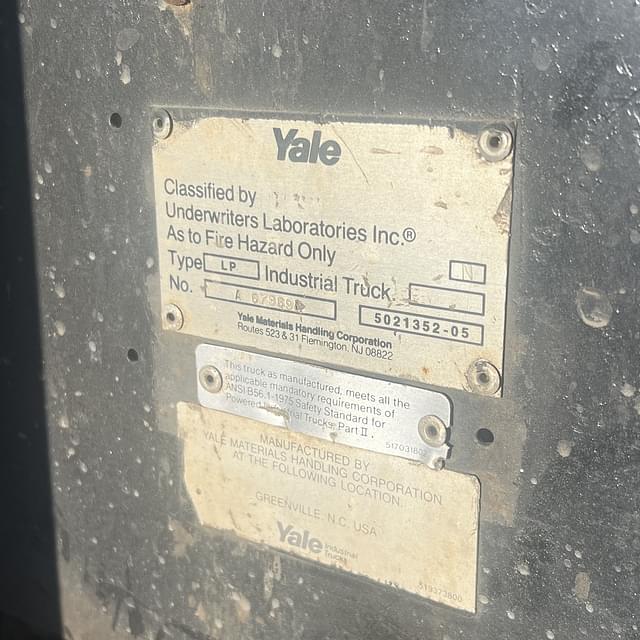 Yale
Classified by
Underwriters Laboratories Inc.®
As to Fire Hazard Only
Type LP Industrial Truck N
No. 5021352-05
Yale Materials Handling Corporation
Routes 523 & 31 Flemington, NJ 08822
This truck as manufactured, meets all the
applicable mandatory requirements of
ANSI B56.1-1975 Safety Standard for
Powered Trucks, Part II.
MANUFACTURED BY
YALE MATERIALS HANDLING CORPORATION
AT THE FOLLOWING LOCATION:
GREENVILLE, N.C. USA
Yale Industrial
Trucks
519373800